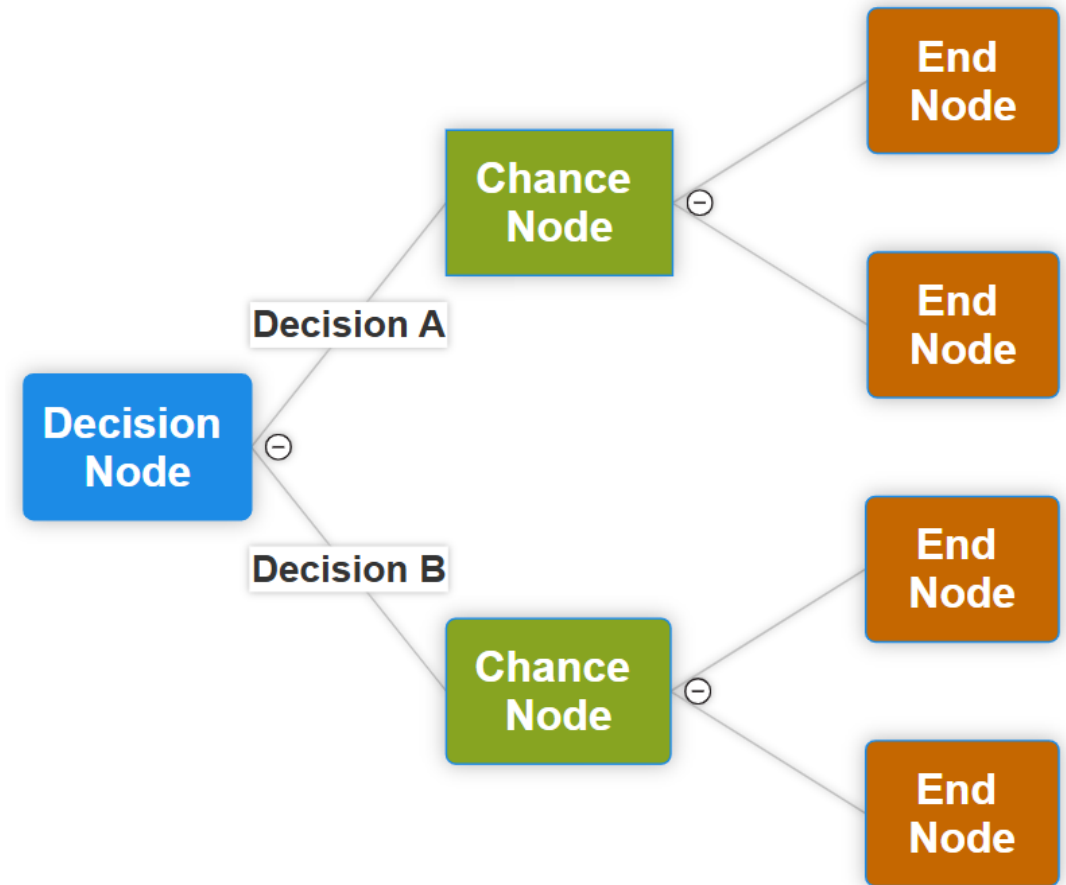 End
Node
Chance
Node
End
Node
Decision A
Decision
Node
Decision B
End
Node
Chance
Node
End
Node